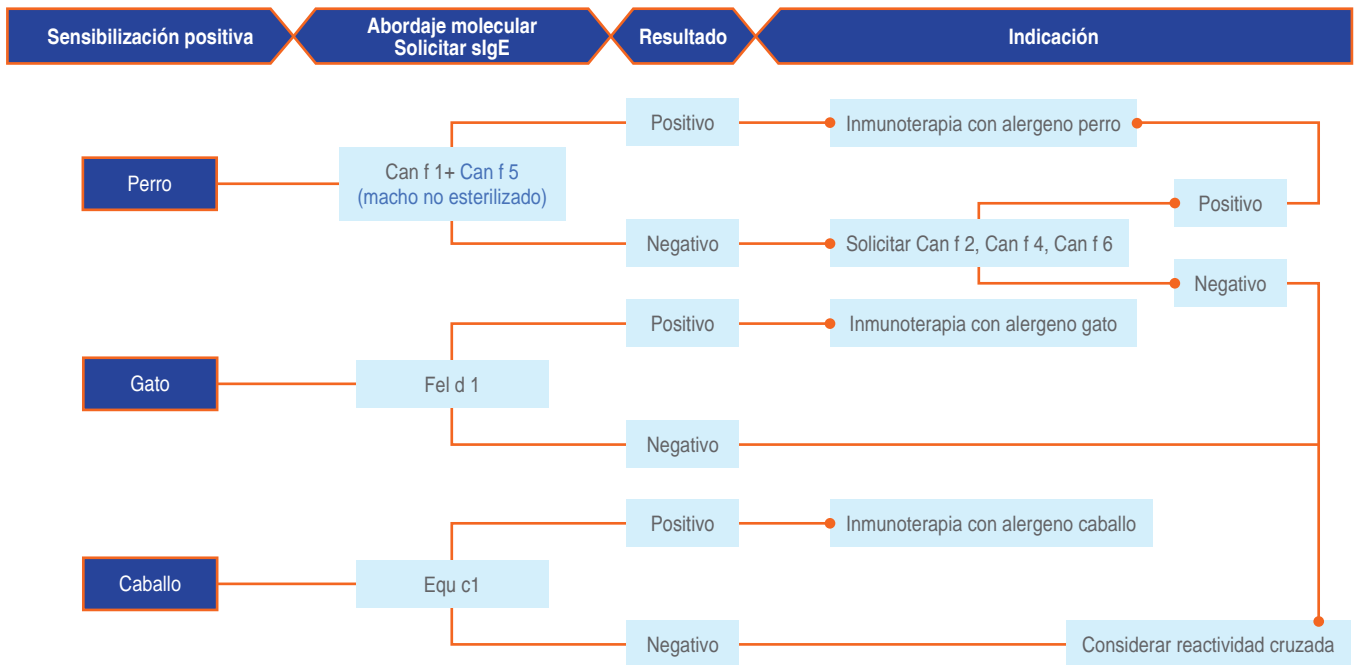 Sensibilización positiva
Abordaje molecular
Solicitar sIgE
Resultado
Indicación
Perro
Can f 1+ Can f 5
(macho no esterilizado)
Positivo
Inmunoterapia con alergeno perro
Negativo
Solicitar Can f 2, Can f 4, Can f 6
Positivo
Negativo
Gato
Fel d 1
Positivo
Inmunoterapia con alergeno gato
Negativo
Caballo
Equ c1
Positivo
Inmunoterapia con alergeno caballo
Negativo
Considerar reactividad cruzada